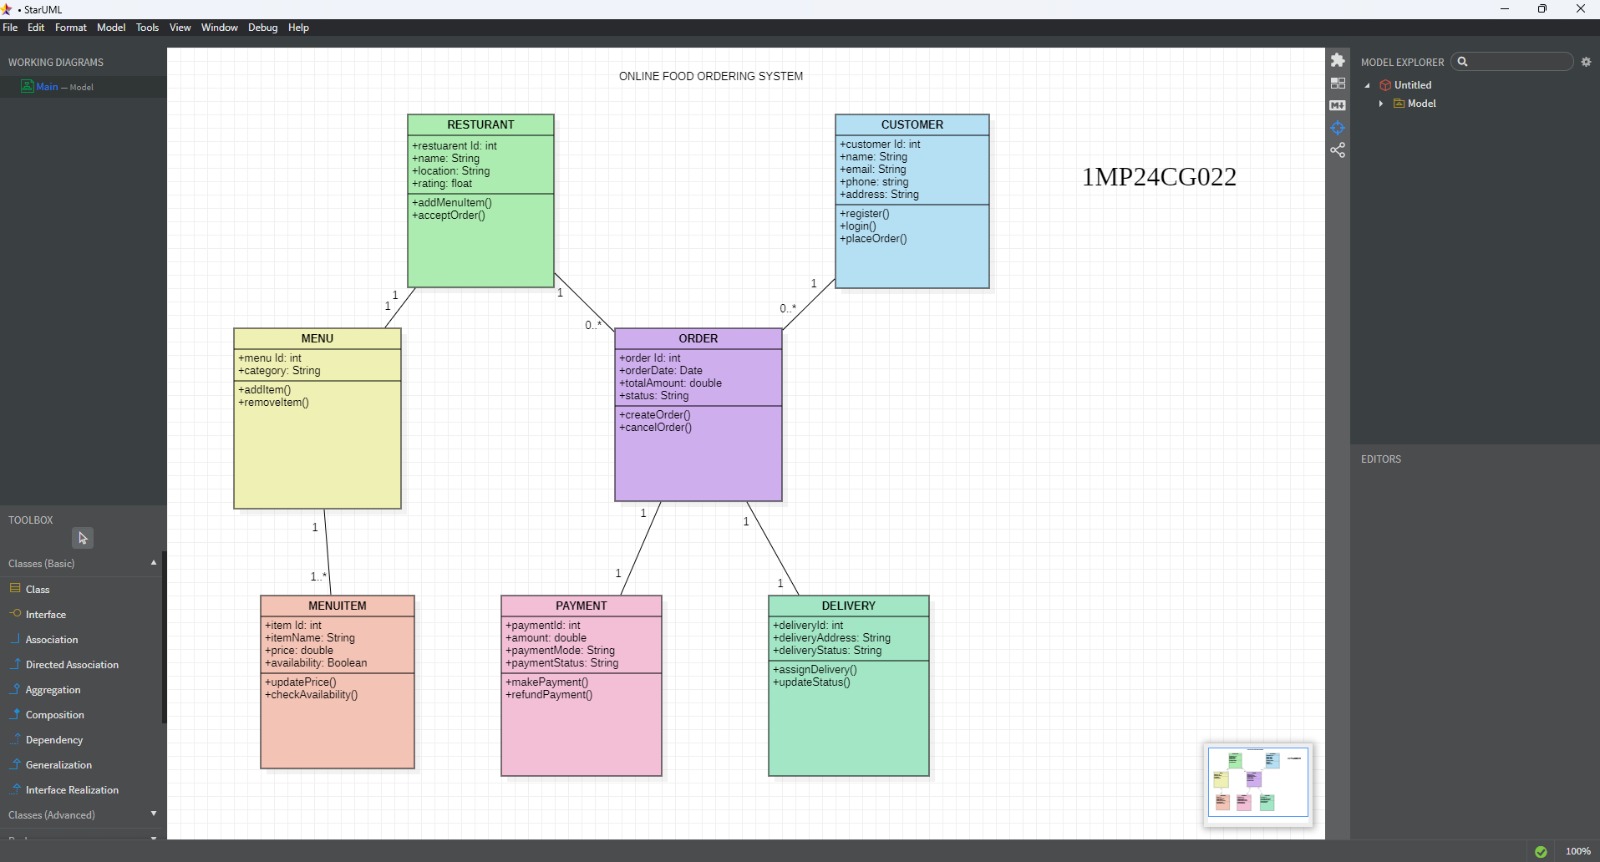 • StarUML
File Edit Format Model Tools View Window Debug Help
WORKING DIAGRAMS
Main — Model
TOOLBOX
Classes (Basic)
Class
Interface
Association
Directed Association
Aggregation
Composition
Dependency
Generalization
Interface Realization
Classes (Advanced)
ONLINE FOOD ORDERING SYSTEM
RESTURANT
+restuarent Id: int
+name: String
+location: String
+rating: float
+addMenuItem()
+acceptOrder()
CUSTOMER
+customer Id: int
+name: String
+email: String
+phone: string
+address: String
+register()
+login()
+placeOrder()
1MP24CG022
1
1
1
0..*
1
0..*
MENU
+menu Id: int
+category: String
+addItem()
+removeItem()
ORDER
+order Id: int
+orderDate: Date
+totalAmount: double
+status: String
+createOrder()
+cancelOrder()
1
1..*
1
1
1
1
MENUITEM
+item Id: int
+itemName: String
+price: double
+availability: Boolean
+updatePrice()
+checkAvailability()
PAYMENT
+paymentId: int
+amount: double
+paymentMode: String
+paymentStatus: String
+makePayment()
+refundPayment()
DELIVERY
+deliveryId: int
+deliveryAddress: String
+deliveryStatus: String
+assignDelivery()
+updateStatus()
M+
MODEL EXPLORER
Untitled
Model
EDITORS
100%